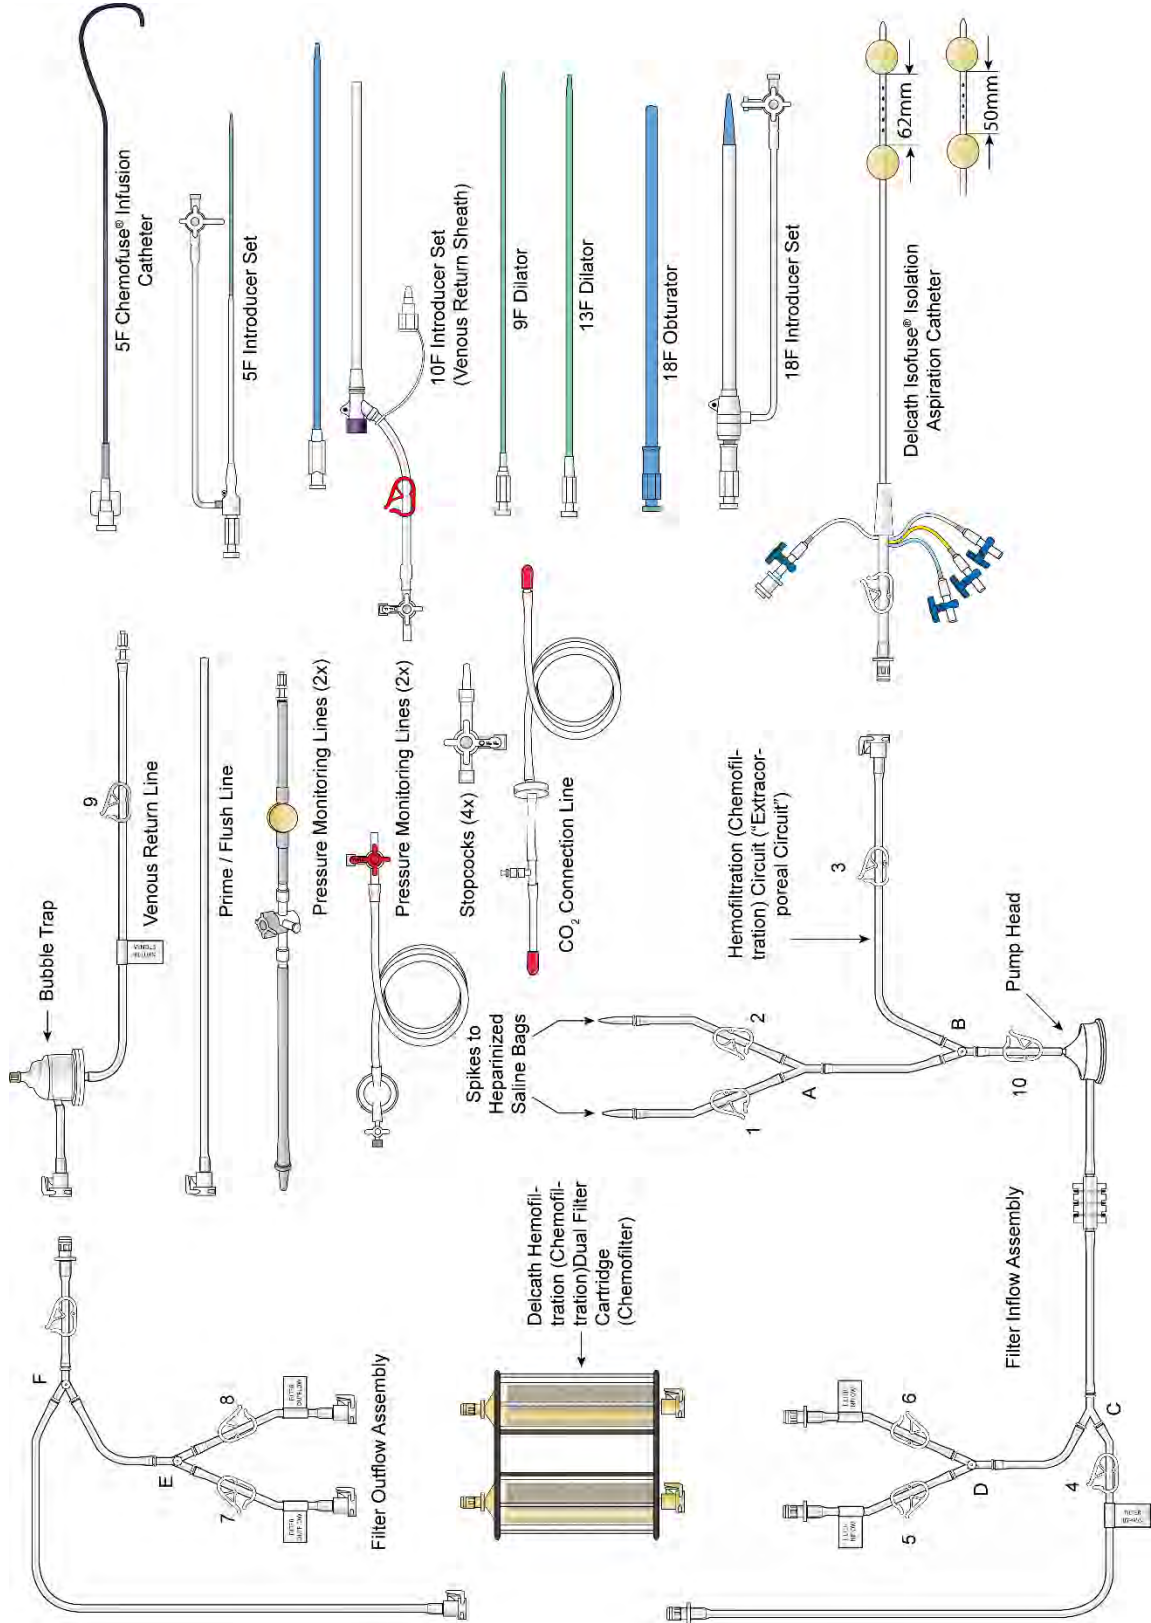 F
E
7
8
Filter Outflow Assembly
Delcath Hemofil-
tration (Chemofil-
tration)Dual Filter
Cartridge
(Chemofilter)
5
6
D
4
C
Filter Inflow Assembly
Bubble Trap
9
Venous Return Line
Prime / Flush Line
Pressure Monitoring Lines (2x)
Pressure Monitoring Lines (2x)
Stopcocks (4x)
CO₂ Connection Line
Spikes to
Heparinized
Saline Bags
1
2
A
Hemofiltration (Chemofil-
tration) Circuit ("Extracor-
poreal Circuit")
3
B
10
Pump Head
5F Chemofuse® Infusion
Catheter
5F Introducer Set
10F Introducer Set
(Venous Return Sheath)
9F Dilator
13F Dilator
18F Obturator
18F Introducer Set
Delcath Isofuse® Isolation
Aspiration Catheter
62mm
50mm